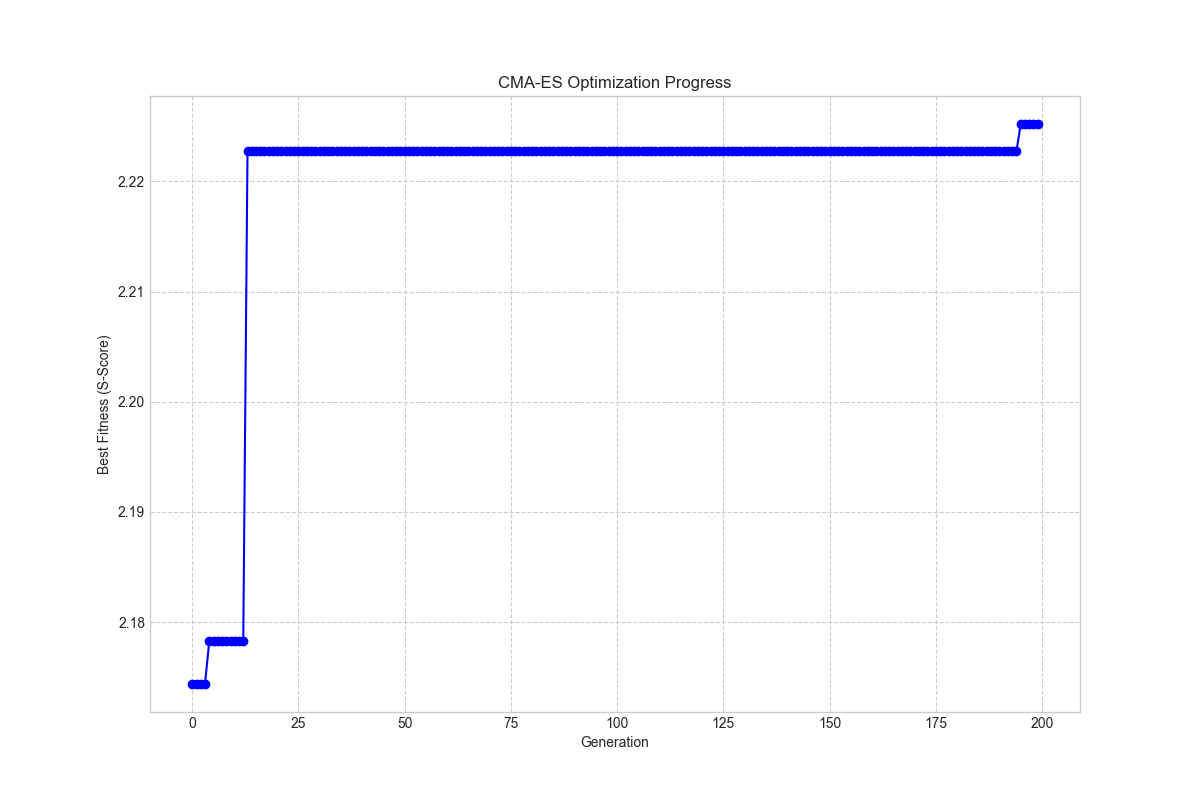 CMA-ES Optimization Progress
Best Fitness (S-Score)
2.22
2.21
2.20
2.19
2.18
0 25 50 75 100 125 150 175 200
Generation